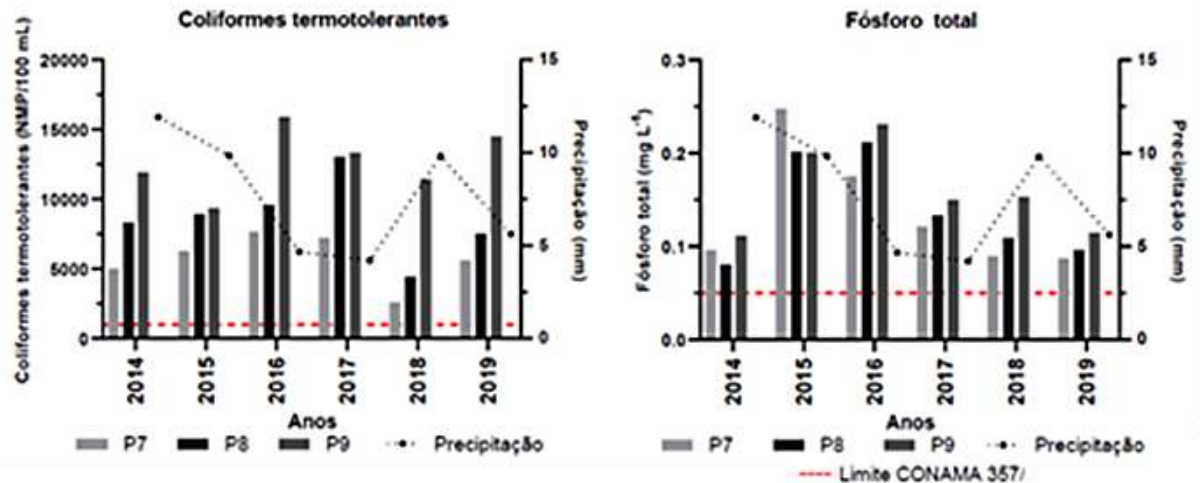 Coliformes termotolerantes
Coliformes termotolerantes (NMP/100 mL)
20000
15000
10000
5000
0
15
10
5
0
Precipitação (mm)
2014 2015 2016 2017 2018 2019
Anos
P7 P8 P9 Precipitação
Fósforo total
Fósforo total (mg L⁻¹)
0.3
0.2
0.1
0.0
15
10
5
0
Precipitação (mm)
2014 2015 2016 2017 2018 2019
Anos
P7 P8 P9 Precipitação
Limite CONAMA 357/